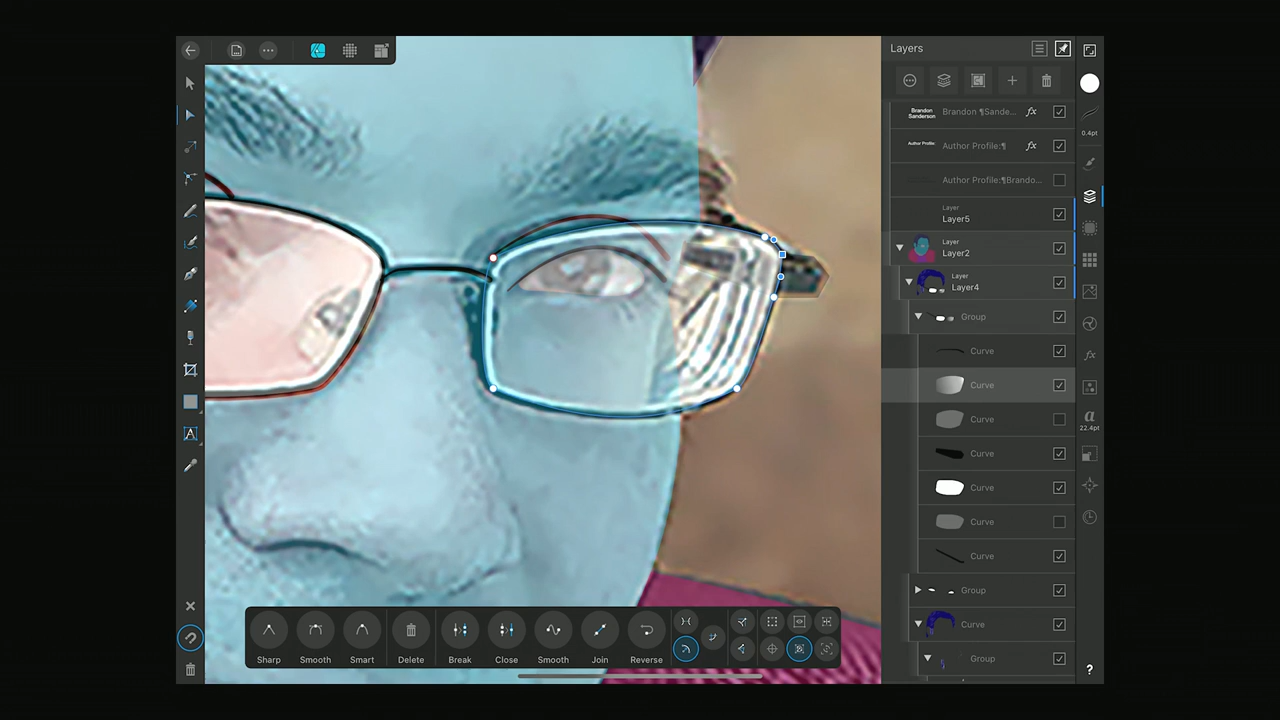 Layers
Brandon
Sanderson
Brandon ¶Sande...
fx
Author Profile:
Author Profile:¶
fx
0.4pt
Author Profile:¶Brando...
Layer
Layer5
Layer
Layer2
Layer
Layer4
Group
Curve
fx
Curve
Curve
a
22.4pt
Curve
Curve
Curve
Curve
Group
Curve
Group
A
Sharp
Smooth
Smart
Delete
Break
Close
Smooth
Join
Reverse
?